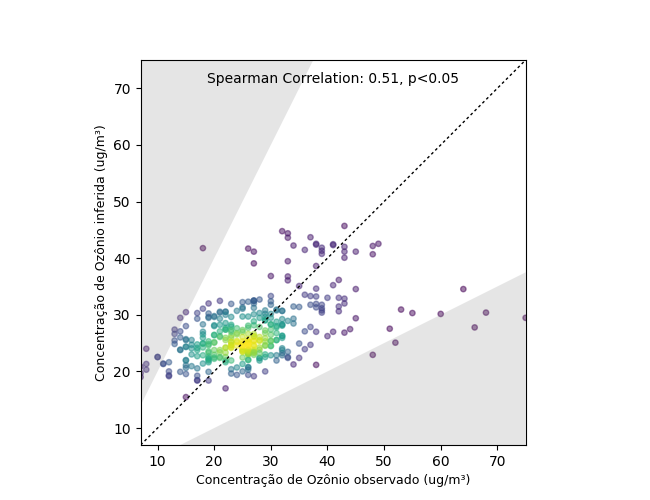 Spearman Correlation: 0.51, p<0.05
Concentração de Ozônio inferida (ug/m³)
70
60
50
40
30
20
10
10 20 30 40 50 60 70
Concentração de Ozônio observado (ug/m³)